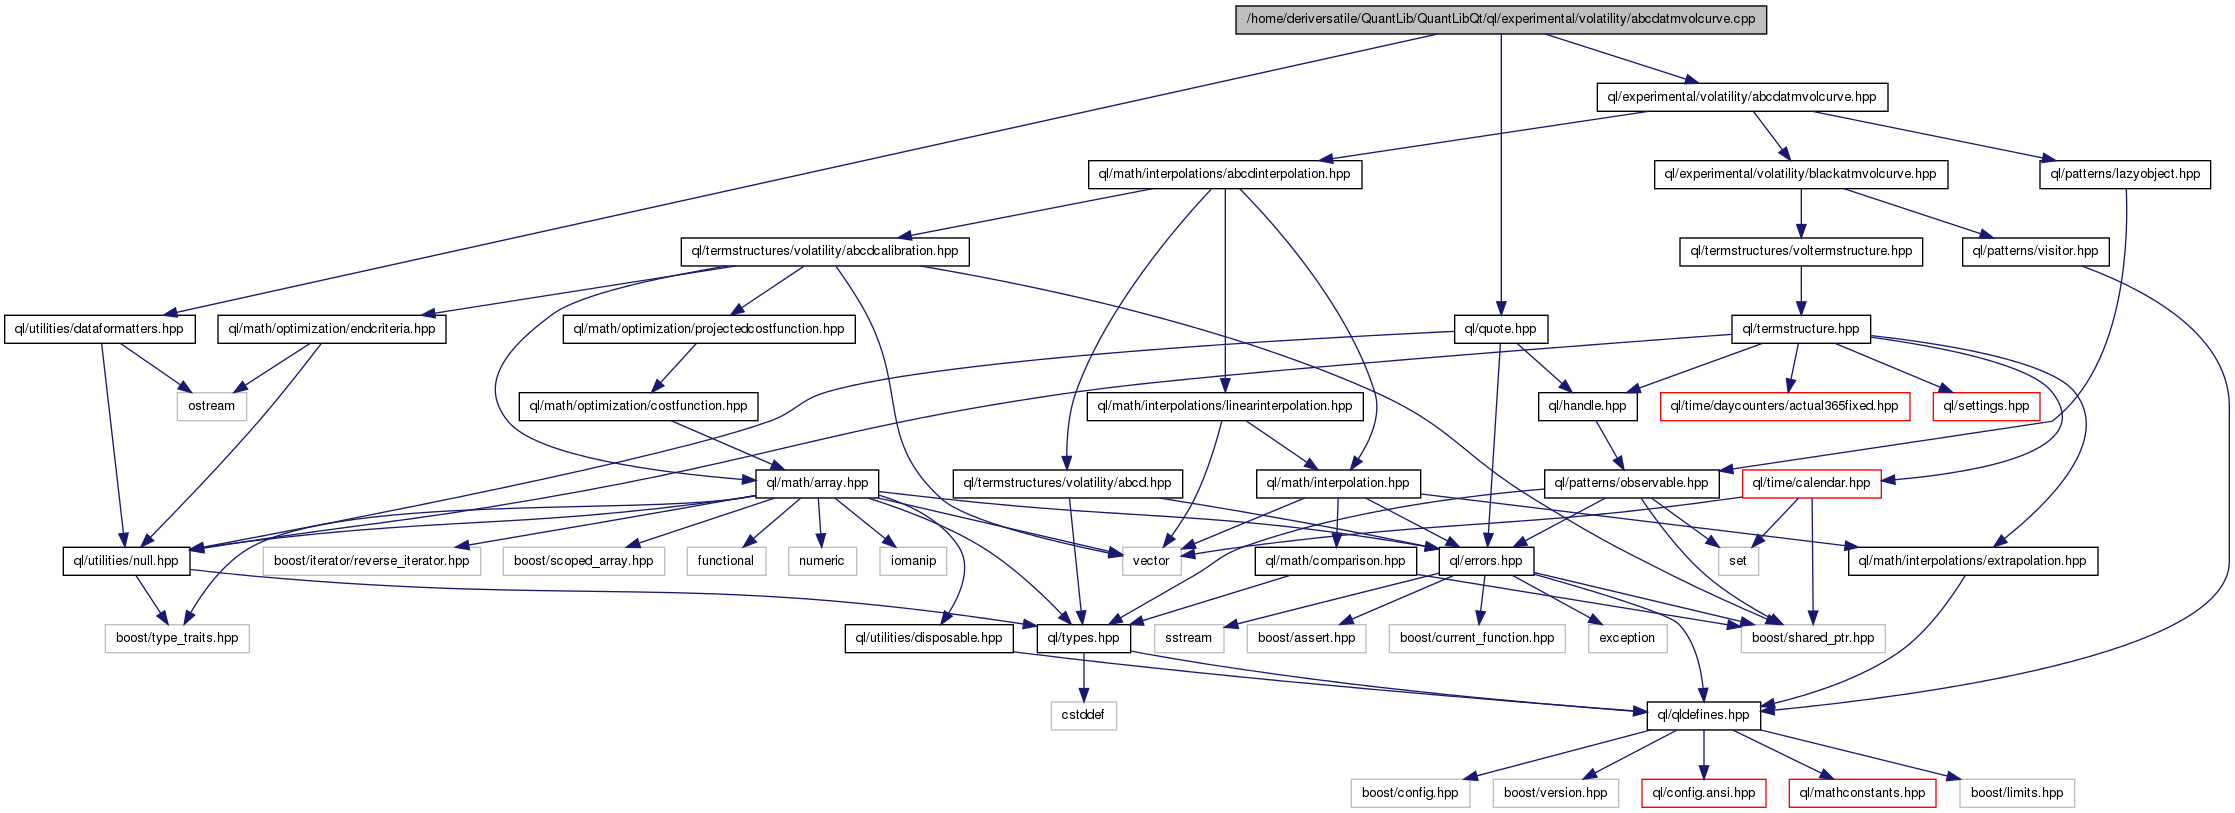 /home/deriversatile/QuantLib/QuantLibQt/ql/experimental/volatility/abcdatmvolcurve.cpp
ql/experimental/volatility/abcdatmvolcurve.hpp
ql/math/interpolations/abcdinterpolation.hpp
ql/experimental/volatility/blackatmvolcurve.hpp
ql/patterns/lazyobject.hpp
ql/termstructures/volatility/abcdcalibration.hpp
ql/termstructures/voltermstructure.hpp
ql/patterns/visitor.hpp
ql/utilities/dataformatters.hpp
ql/math/optimization/endcriteria.hpp
ql/math/optimization/projectedcostfunction.hpp
ql/quote.hpp
ql/termstructure.hpp
ostream
ql/math/optimization/costfunction.hpp
ql/math/interpolations/linearinterpolation.hpp
ql/handle.hpp
ql/time/daycounters/actual365fixed.hpp
ql/settings.hpp
ql/math/array.hpp
ql/termstructures/volatility/abcd.hpp
ql/math/interpolation.hpp
ql/patterns/observable.hpp
ql/time/calendar.hpp
ql/utilities/null.hpp
boost/iterator/reverse_iterator.hpp
boost/scoped_array.hpp
functional
numeric
iomanip
vector
ql/math/comparison.hpp
ql/errors.hpp
set
ql/math/interpolations/extrapolation.hpp
boost/type_traits.hpp
ql/utilities/disposable.hpp
ql/types.hpp
sstream
boost/assert.hpp
boost/current_function.hpp
exception
boost/shared_ptr.hpp
cstddef
ql/qldefines.hpp
boost/config.hpp
boost/version.hpp
ql/config.ansi.hpp
ql/mathconstants.hpp
boost/limits.hpp